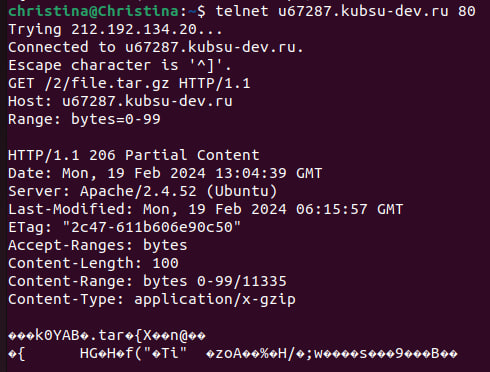 christina@Christina:~$ telnet u67287.kubsu-dev.ru 80
Trying 212.192.134.20...
Connected to u67287.kubsu-dev.ru.
Escape character is '^]'.
GET /2/file.tar.gz HTTP/1.1
Host: u67287.kubsu-dev.ru
Range: bytes=0-99

HTTP/1.1 206 Partial Content
Date: Mon, 19 Feb 2024 13:04:39 GMT
Server: Apache/2.4.52 (Ubuntu)
Last-Modified: Mon, 19 Feb 2024 06:15:57 GMT
ETag: "2c47-611b606e90c50"
Accept-Ranges: bytes
Content-Length: 100
Content-Range: bytes 0-99/11335
Content-Type: application/x-gzip

���k0YAB�.tar�{X��n@��
�{      HG�H�f("�Ti"  �zoA��%�H/�;w����s���9���B��